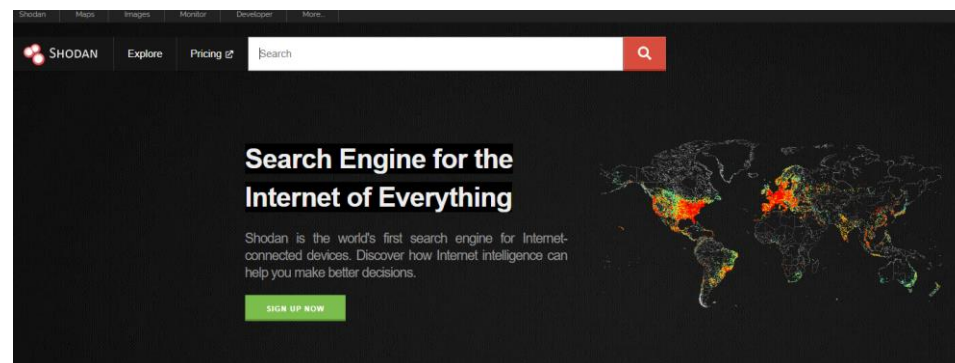 Shodan Maps Images Monitor Developer More...
SHODAN Explore Pricing Search
Search Engine for the
Internet of Everything
Shodan is the world's first search engine for Internet-
connected devices. Discover how Internet intelligence can
help you make better decisions.
SIGN UP NOW